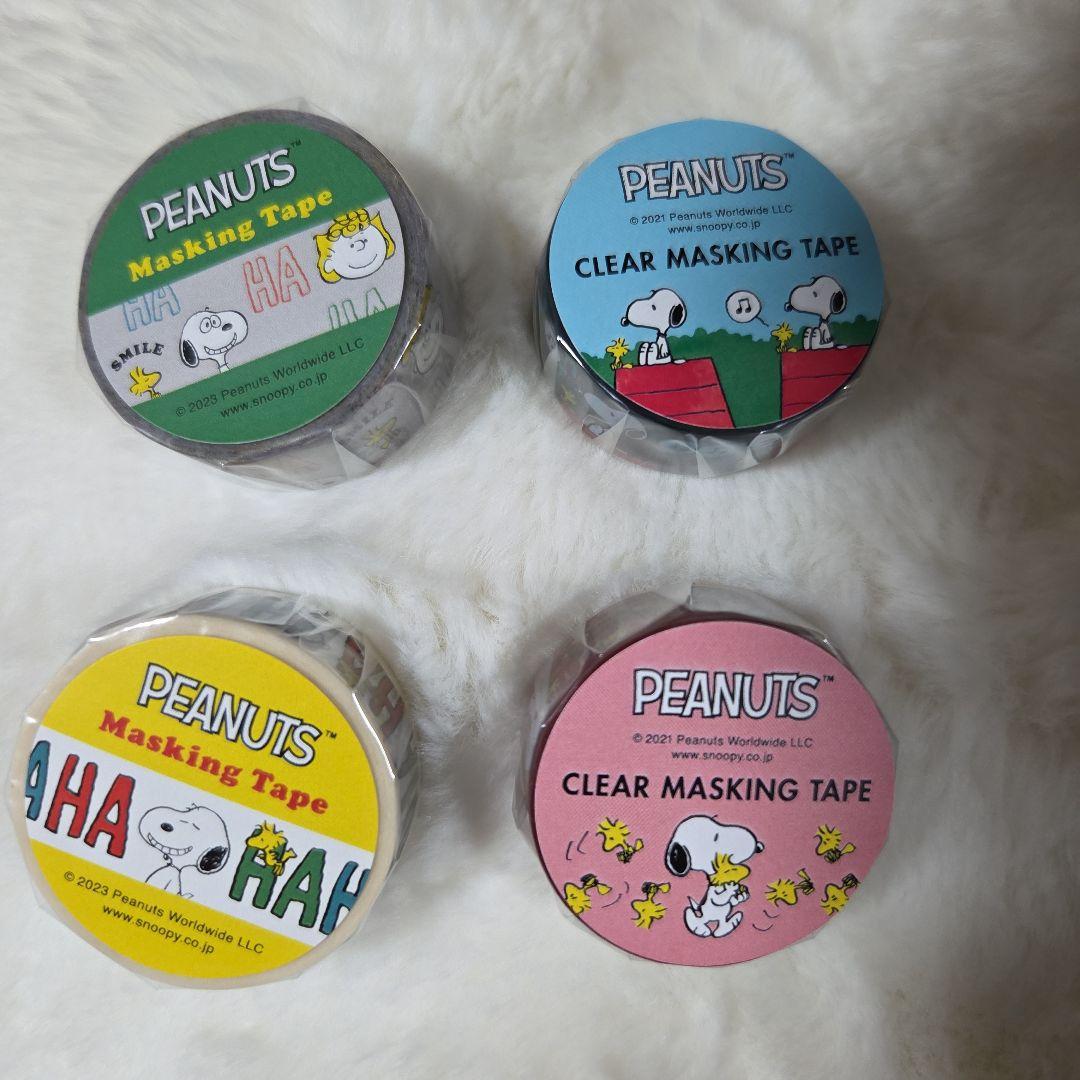 PEANUTS™
Masking Tape
HA HA
HA
SMILE
© 2023 Peanuts Worldwide LLC
www.snoopy.co.jp
PEANUTS™
© 2021 Peanuts Worldwide LLC
www.snoopy.co.jp
CLEAR MASKING TAPE
PEANUTS™
Masking Tape
A HA HAH
© 2023 Peanuts Worldwide LLC
www.snoopy.co.jp
PEANUTS™
© 2021 Peanuts Worldwide LLC
www.snoopy.co.jp
CLEAR MASKING TAPE